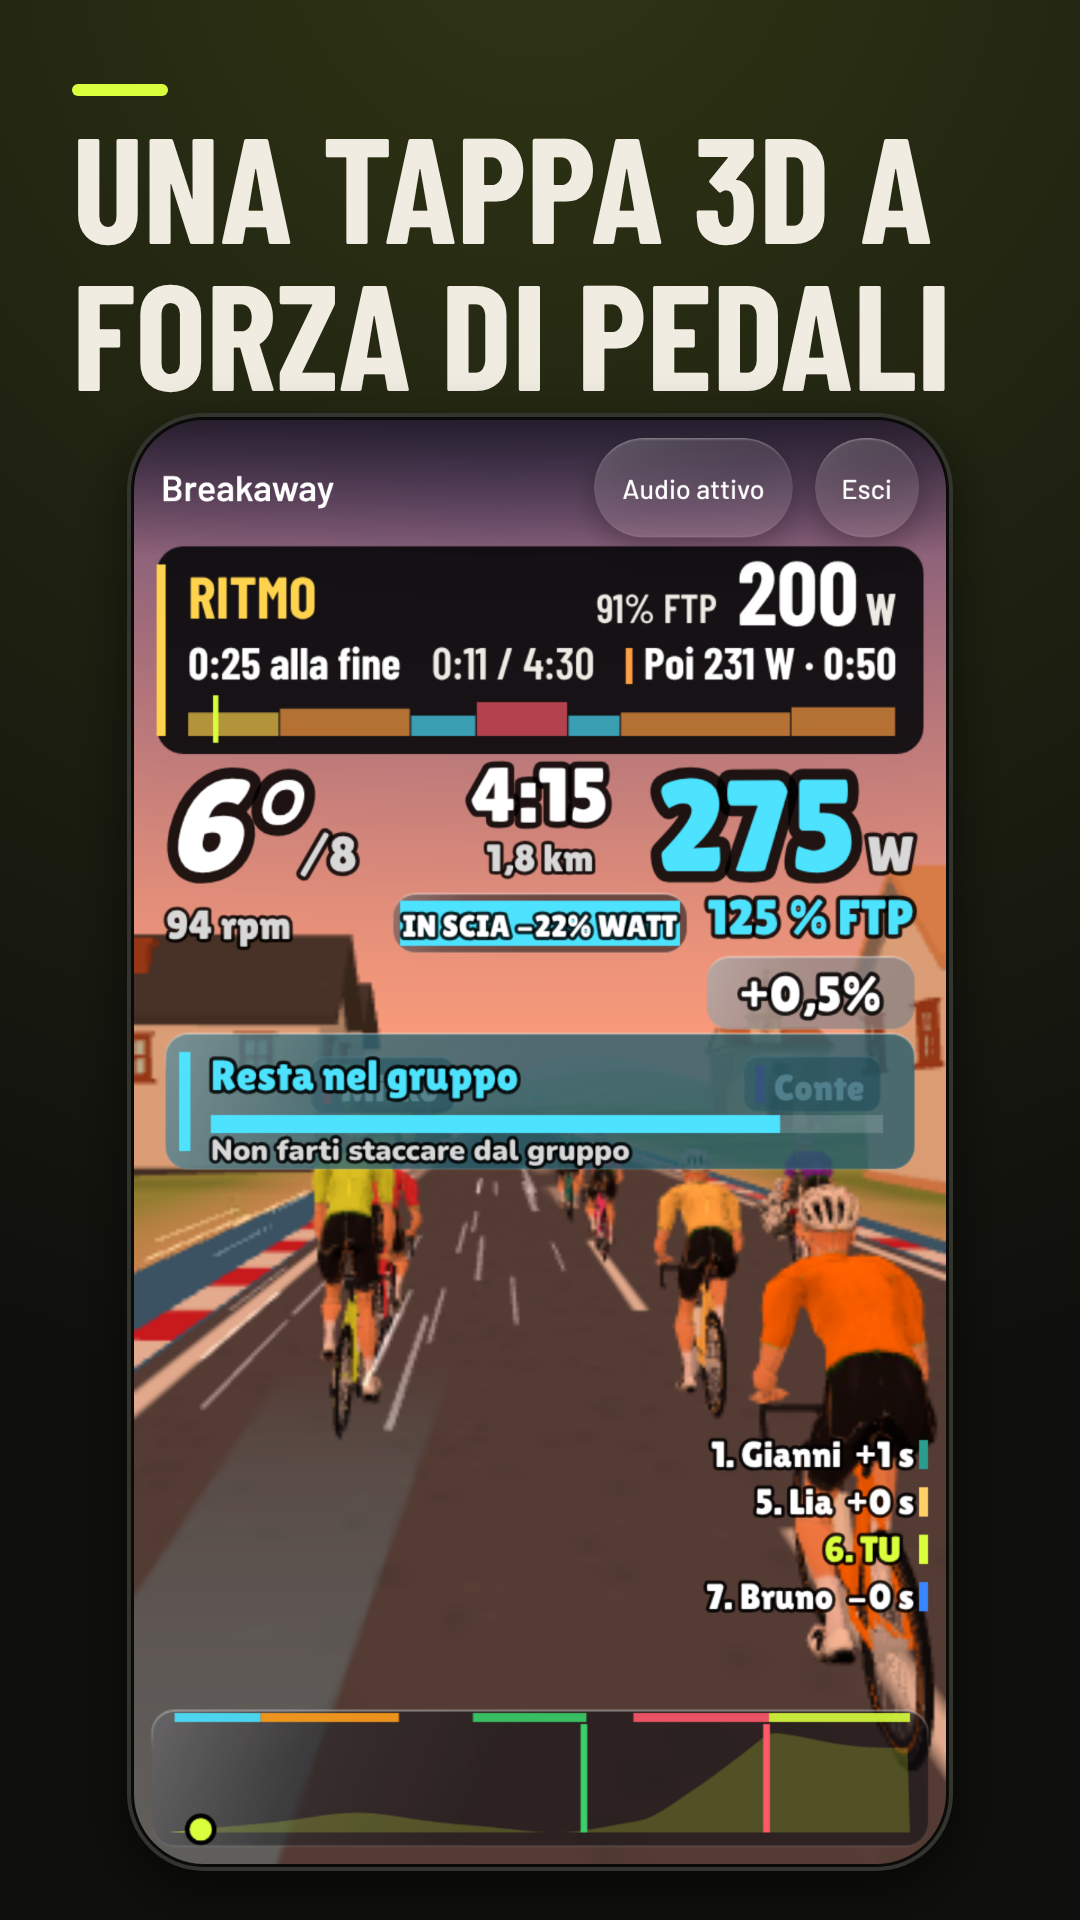 UNA TAPPA 3D A
FORZA DI PEDALI
Breakaway
Audio attivo
Esci
RITMO
91% FTP 200 W
0:25 alla fine
0:11 / 4:30
Poi 231 W · 0:50
6º/8
4:15
275 W
1,8 km
94 rpm
IN SCIA –22% WATT
125 % FTP
+0,5%
Resta nel gruppo
Conte
Non farti staccare dal gruppo
1. Gianni +1 s
5. Lia +0 s
6. TU
7. Bruno –0 s